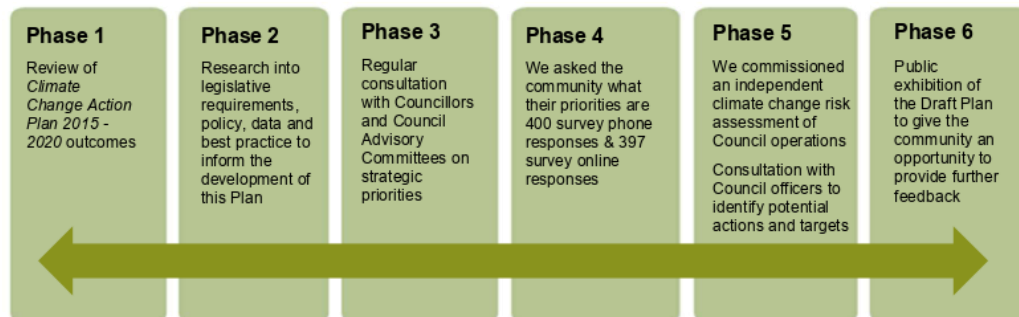 Phase 1
Review of
Climate
Change Action
Plan 2015 -
2020 outcomes
Phase 2
Research into
legislative
requirements,
policy, data and
best practice to
inform the
development of
this Plan
Phase 3
Regular
consultation
with Councillors
and Council
Advisory
Committees on
strategic
priorities
Phase 4
We asked the
community what
their priorities are
400 survey phone
responses & 397
survey online
responses
Phase 5
We commissioned
an independent
climate change risk
assessment of
Council operations
Consultation with
Council officers to
identify potential
actions and targets
Phase 6
Public
exhibition of
the Draft Plan
to give the
community an
opportunity to
provide further
feedback